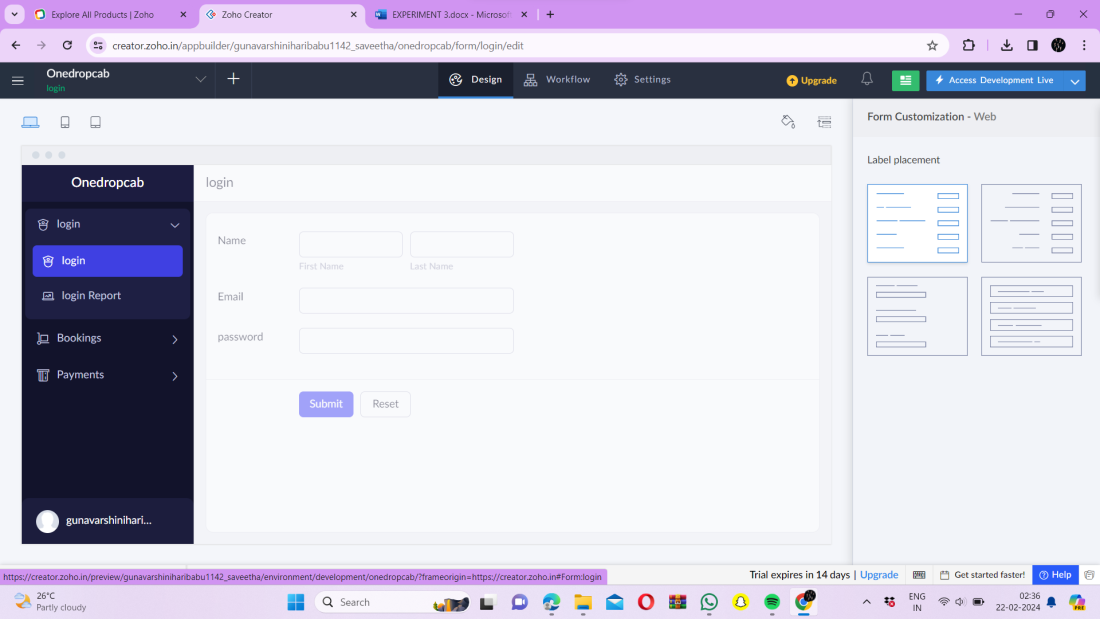 Explore All Products | Zoho
Zoho Creator
EXPERIMENT 3.docx - Microsoft
creator.zoho.in/appbuilder/gunavarshiniharibabu1142_saveetha/onedropcab/form/login/edit
Onedropcab
login
Design
Workflow
Settings
Upgrade
Access Development Live
Form Customization - Web
Label placement
Onedropcab
login
login
login
login Report
Bookings
Payments
gunavarshinihari...
Name
First Name
Last Name
Email
password
Submit
Reset
https://creator.zoho.in/preview/gunavarshiniharibabu1142_saveetha/environment/development/onedropcab/?frameorigin=https://creator.zoho.in#Form:login
Trial expires in 14 days | Upgrade
Get started faster!
Help
26°C
Partly cloudy
Search
ENG
IN
02:36
22-02-2024
PRE